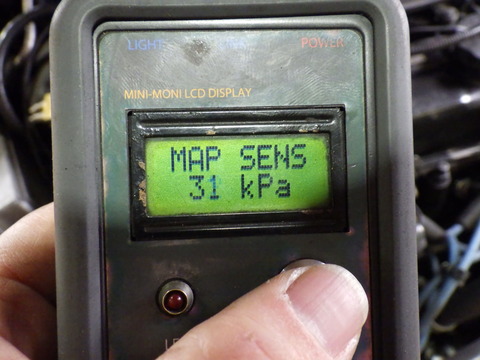 LIGHT POWER
MINI-MONI LCD DISPLAY
MAP SENS
31 kPa